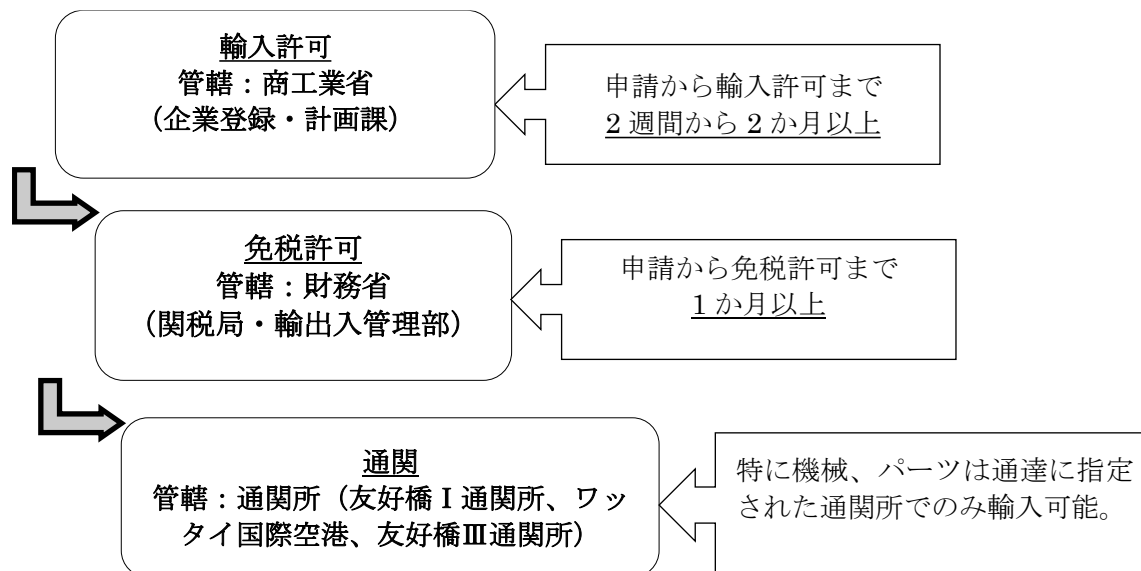 輸入許可
管轄：商工業省
（企業登録・計画課）
申請から輸入許可まで
2 週間から 2 か月以上
免税許可
管轄：財務省
（関税局・輸出入管理部）
申請から免税許可まで
1 か月以上
通関
管轄：通関所（友好橋Ⅰ通関所、ワッ
タイ国際空港、友好橋Ⅲ通関所）
特に機械、パーツは通達に指定
された通関所でのみ輸入可能。